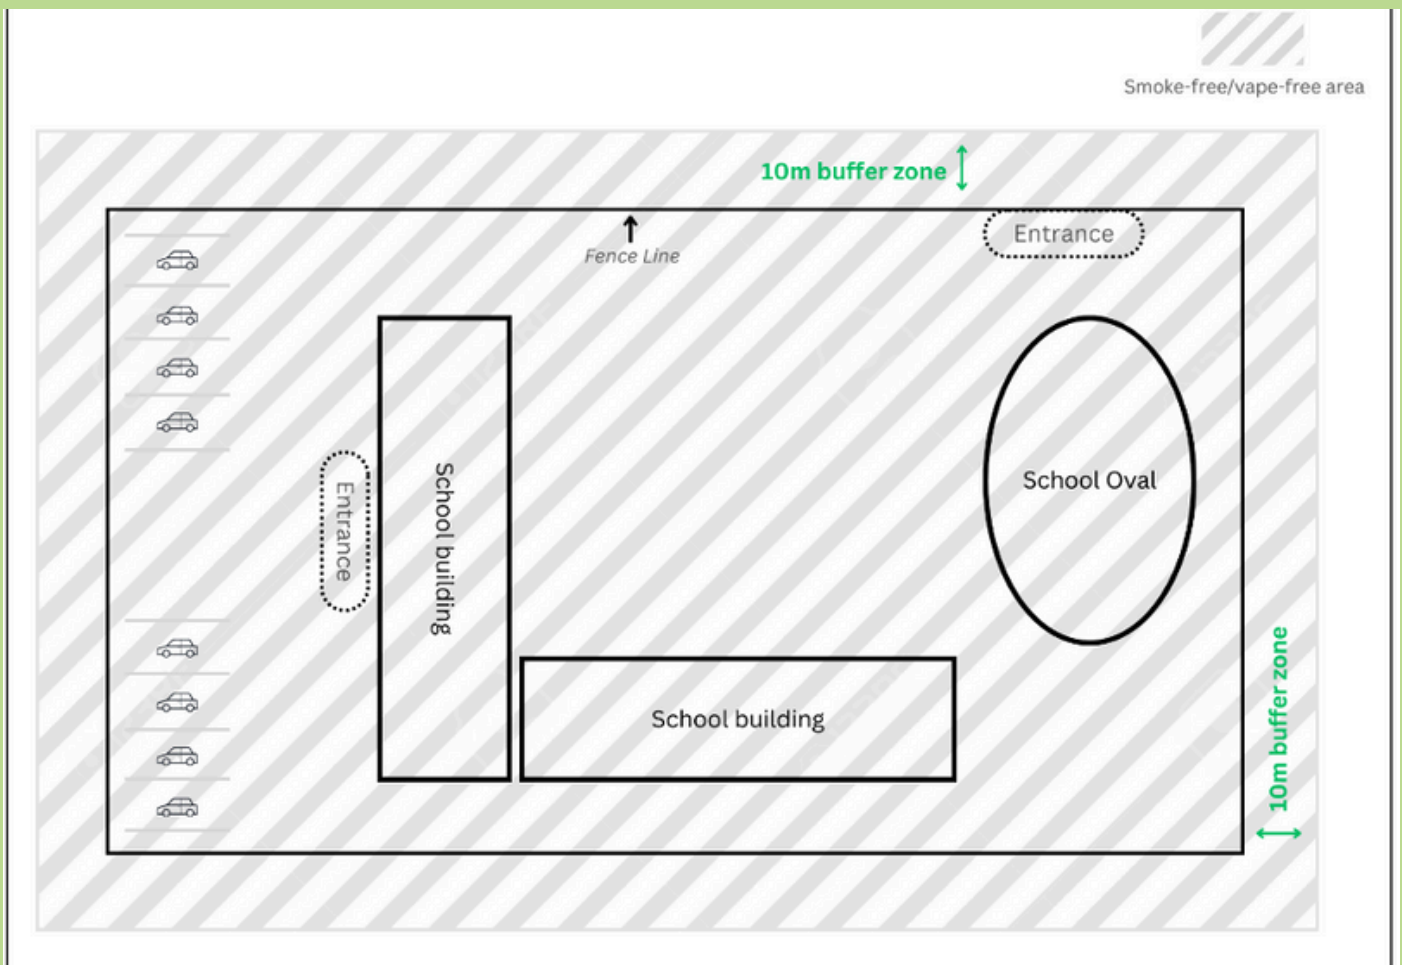 Smoke-free/vape-free area
10m buffer zone
Entrance
Fence Line
Entrance
School building
School Oval
School building
10m buffer zone